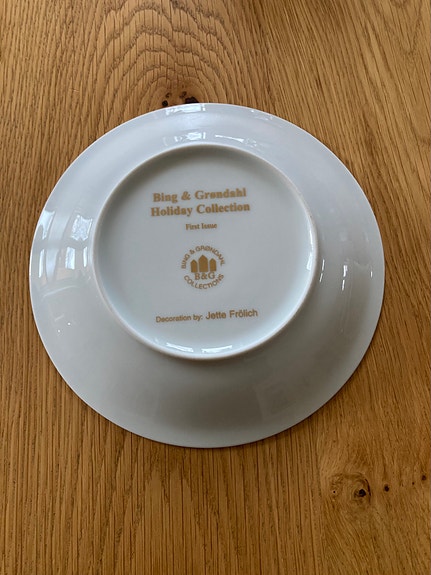 Bing & Grøndahl
Holiday Collection
First Issue
BING & GRØNDAHL
B&G
COLLECTIONS
Decoration by: Jette Frölich